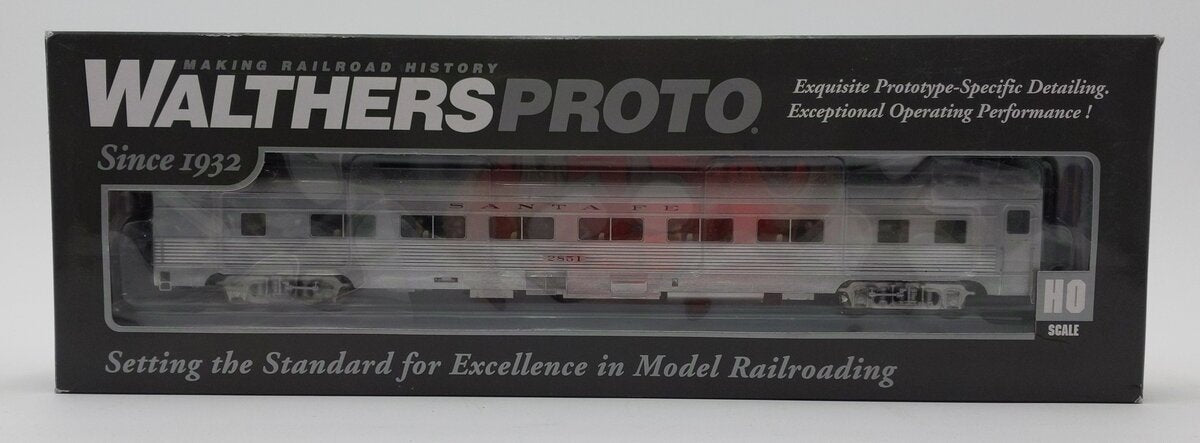 MAKING RAILROAD HISTORY
WALTHERSPROTO.
Since 1932
Exquisite Prototype-Specific Detailing.
Exceptional Operating Performance!
SANTA FE
2851
HO
SCALE
Setting the Standard for Excellence in Model Railroading